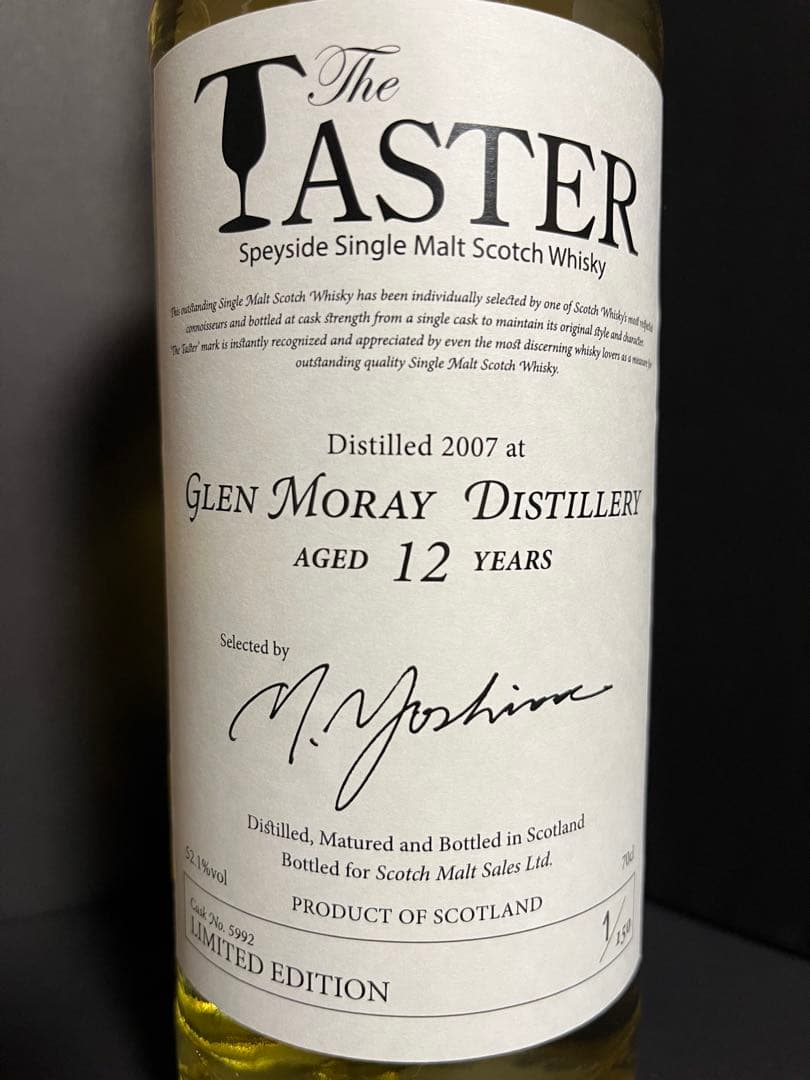 The
TASTER
Speyside Single Malt Scotch Whisky
This outstanding Single Malt Scotch Whisky has been individually selected by one of Scotch Whisky's most respected
connoisseurs and bottled at cask strength from a single cask to maintain its original style and character.
'The Taster' mark is instantly recognized and appreciated by even the most discerning whisky lovers as a measure
outstanding quality Single Malt Scotch Whisky.
Distilled 2007 at
GLEN MORAY DISTILLERY
AGED 12 YEARS
Selected by
M. Yoshino
Distilled, Matured and Bottled in Scotland
Bottled for Scotch Malt Sales Ltd.
52.1%vol
70cl
PRODUCT OF SCOTLAND
Cask No. 5992
LIMITED EDITION
1/150